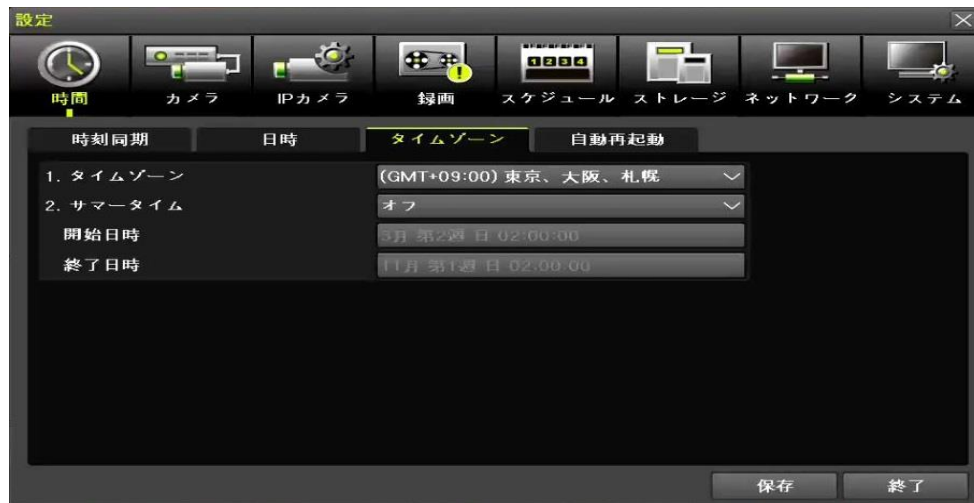 設定
時間 カメラ IPカメラ 録画 スケジュール ストレージ ネットワーク システム
時刻同期 日時 タイムゾーン 自動再起動
1. タイムゾーン (GMT+09:00) 東京、大阪、札幌
2. サマータイム オフ
開始日時 3月 第2週 日 02:00:00
終了日時 11月 第1週 日 02:00:00
保存 終了